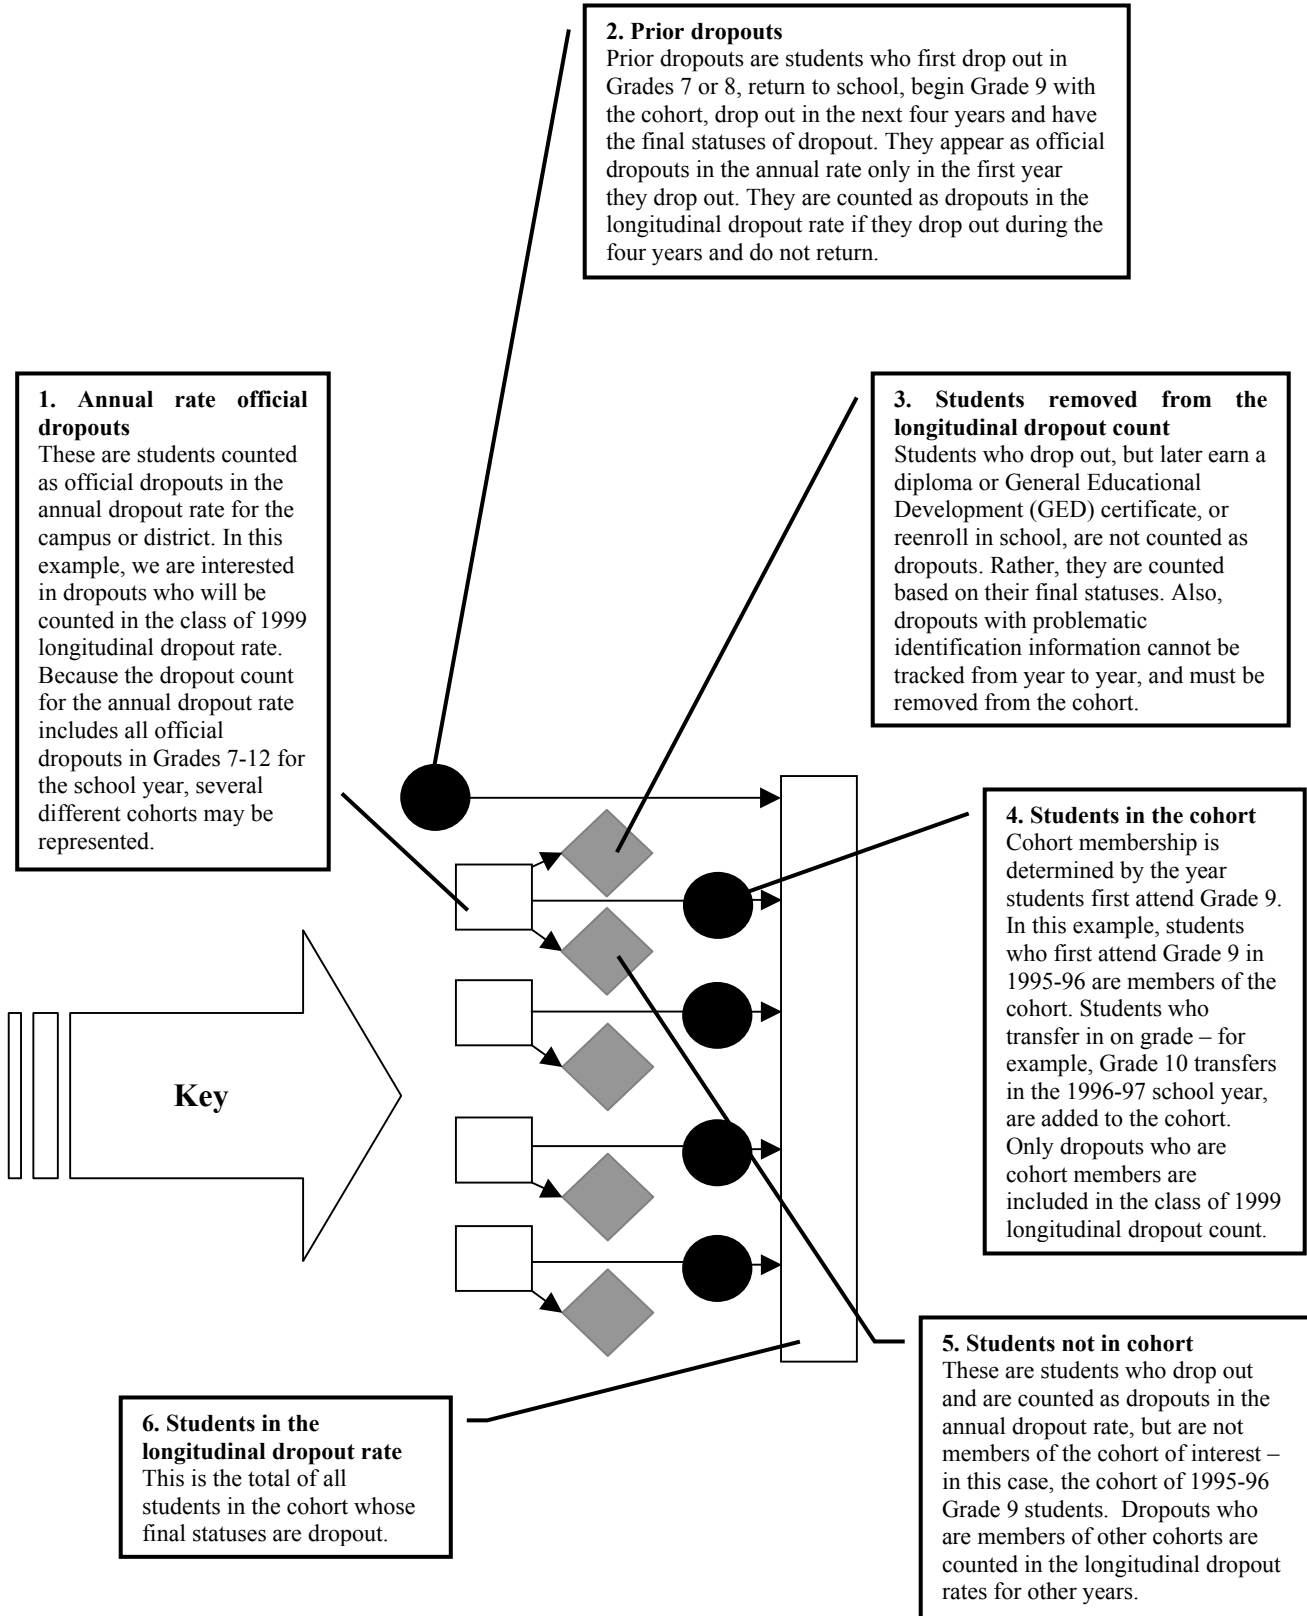 2. Prior dropouts
Prior dropouts are students who first drop out in
Grades 7 or 8, return to school, begin Grade 9 with
the cohort, drop out in the next four years and have
the final statuses of dropout. They appear as official
dropouts in the annual rate only in the first year
they drop out. They are counted as dropouts in the
longitudinal dropout rate if they drop out during the
four years and do not return.
1. Annual rate official
dropouts
These are students counted
as official dropouts in the
annual dropout rate for the
campus or district. In this
example, we are interested
in dropouts who will be
counted in the class of 1999
longitudinal dropout rate.
Because the dropout count
for the annual dropout rate
includes all official
dropouts in Grades 7-12 for
the school year, several
different cohorts may be
represented.
3. Students removed from the
longitudinal dropout count
Students who drop out, but later earn a
diploma or General Educational
Development (GED) certificate, or
reenroll in school, are not counted as
dropouts. Rather, they are counted
based on their final statuses. Also,
dropouts with problematic
identification information cannot be
tracked from year to year, and must be
removed from the cohort.
4. Students in the cohort
Cohort membership is
determined by the year
students first attend Grade 9.
In this example, students
who first attend Grade 9 in
1995-96 are members of the
cohort. Students who
transfer in on grade – for
example, Grade 10 transfers
in the 1996-97 school year,
are added to the cohort.
Only dropouts who are
cohort members are
included in the class of 1999
longitudinal dropout count.
Key
5. Students not in cohort
These are students who drop out
and are counted as dropouts in the
annual dropout rate, but are not
members of the cohort of interest –
in this case, the cohort of 1995-96
Grade 9 students.  Dropouts who
are members of other cohorts are
counted in the longitudinal dropout
rates for other years.
6. Students in the
longitudinal dropout rate
This is the total of all
students in the cohort whose
final statuses are dropout.